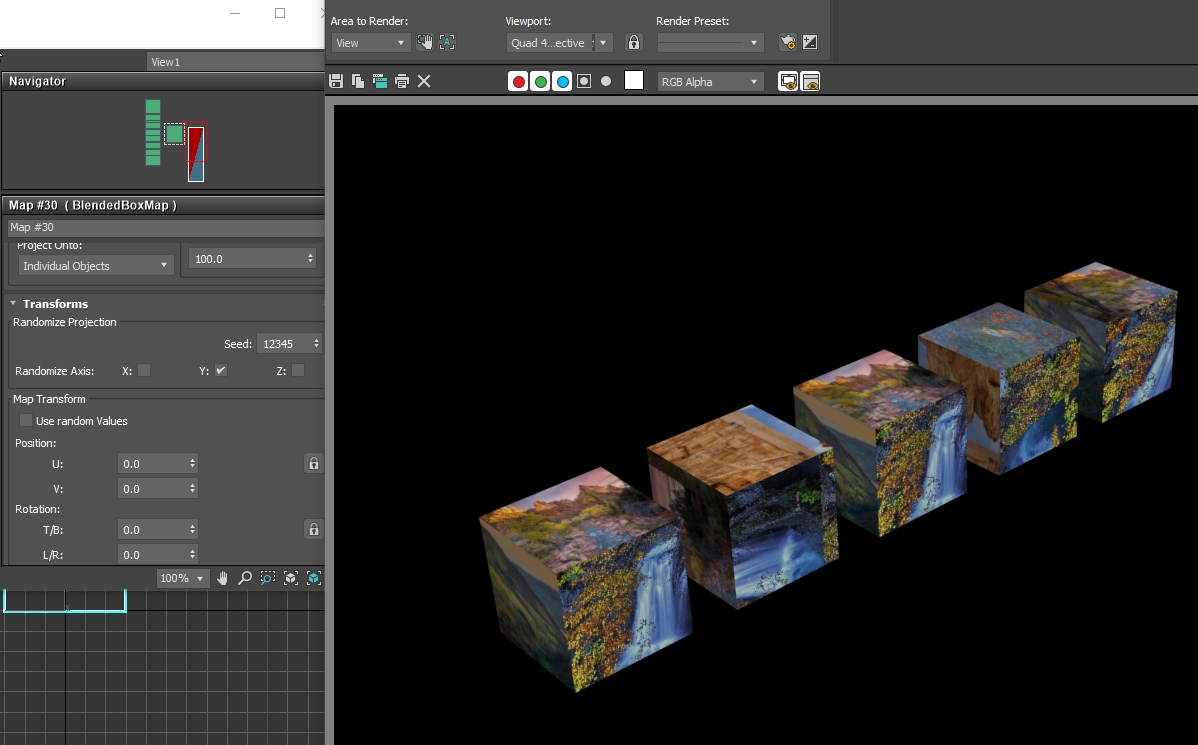 Area to Render:
Viewport:
Render Preset:
View
Quad 4...ective
View1
Navigator
RGB Alpha
Map #30 ( BlendedBoxMap )
Map #30
Project Onto:
Individual Objects
100.0
Transforms
Randomize Projection
Seed: 12345
Randomize Axis: X: Y: Z:
Map Transform
Use random Values
Position:
U: 0.0
V: 0.0
Rotation:
T/B: 0.0
L/R: 0.0
100%